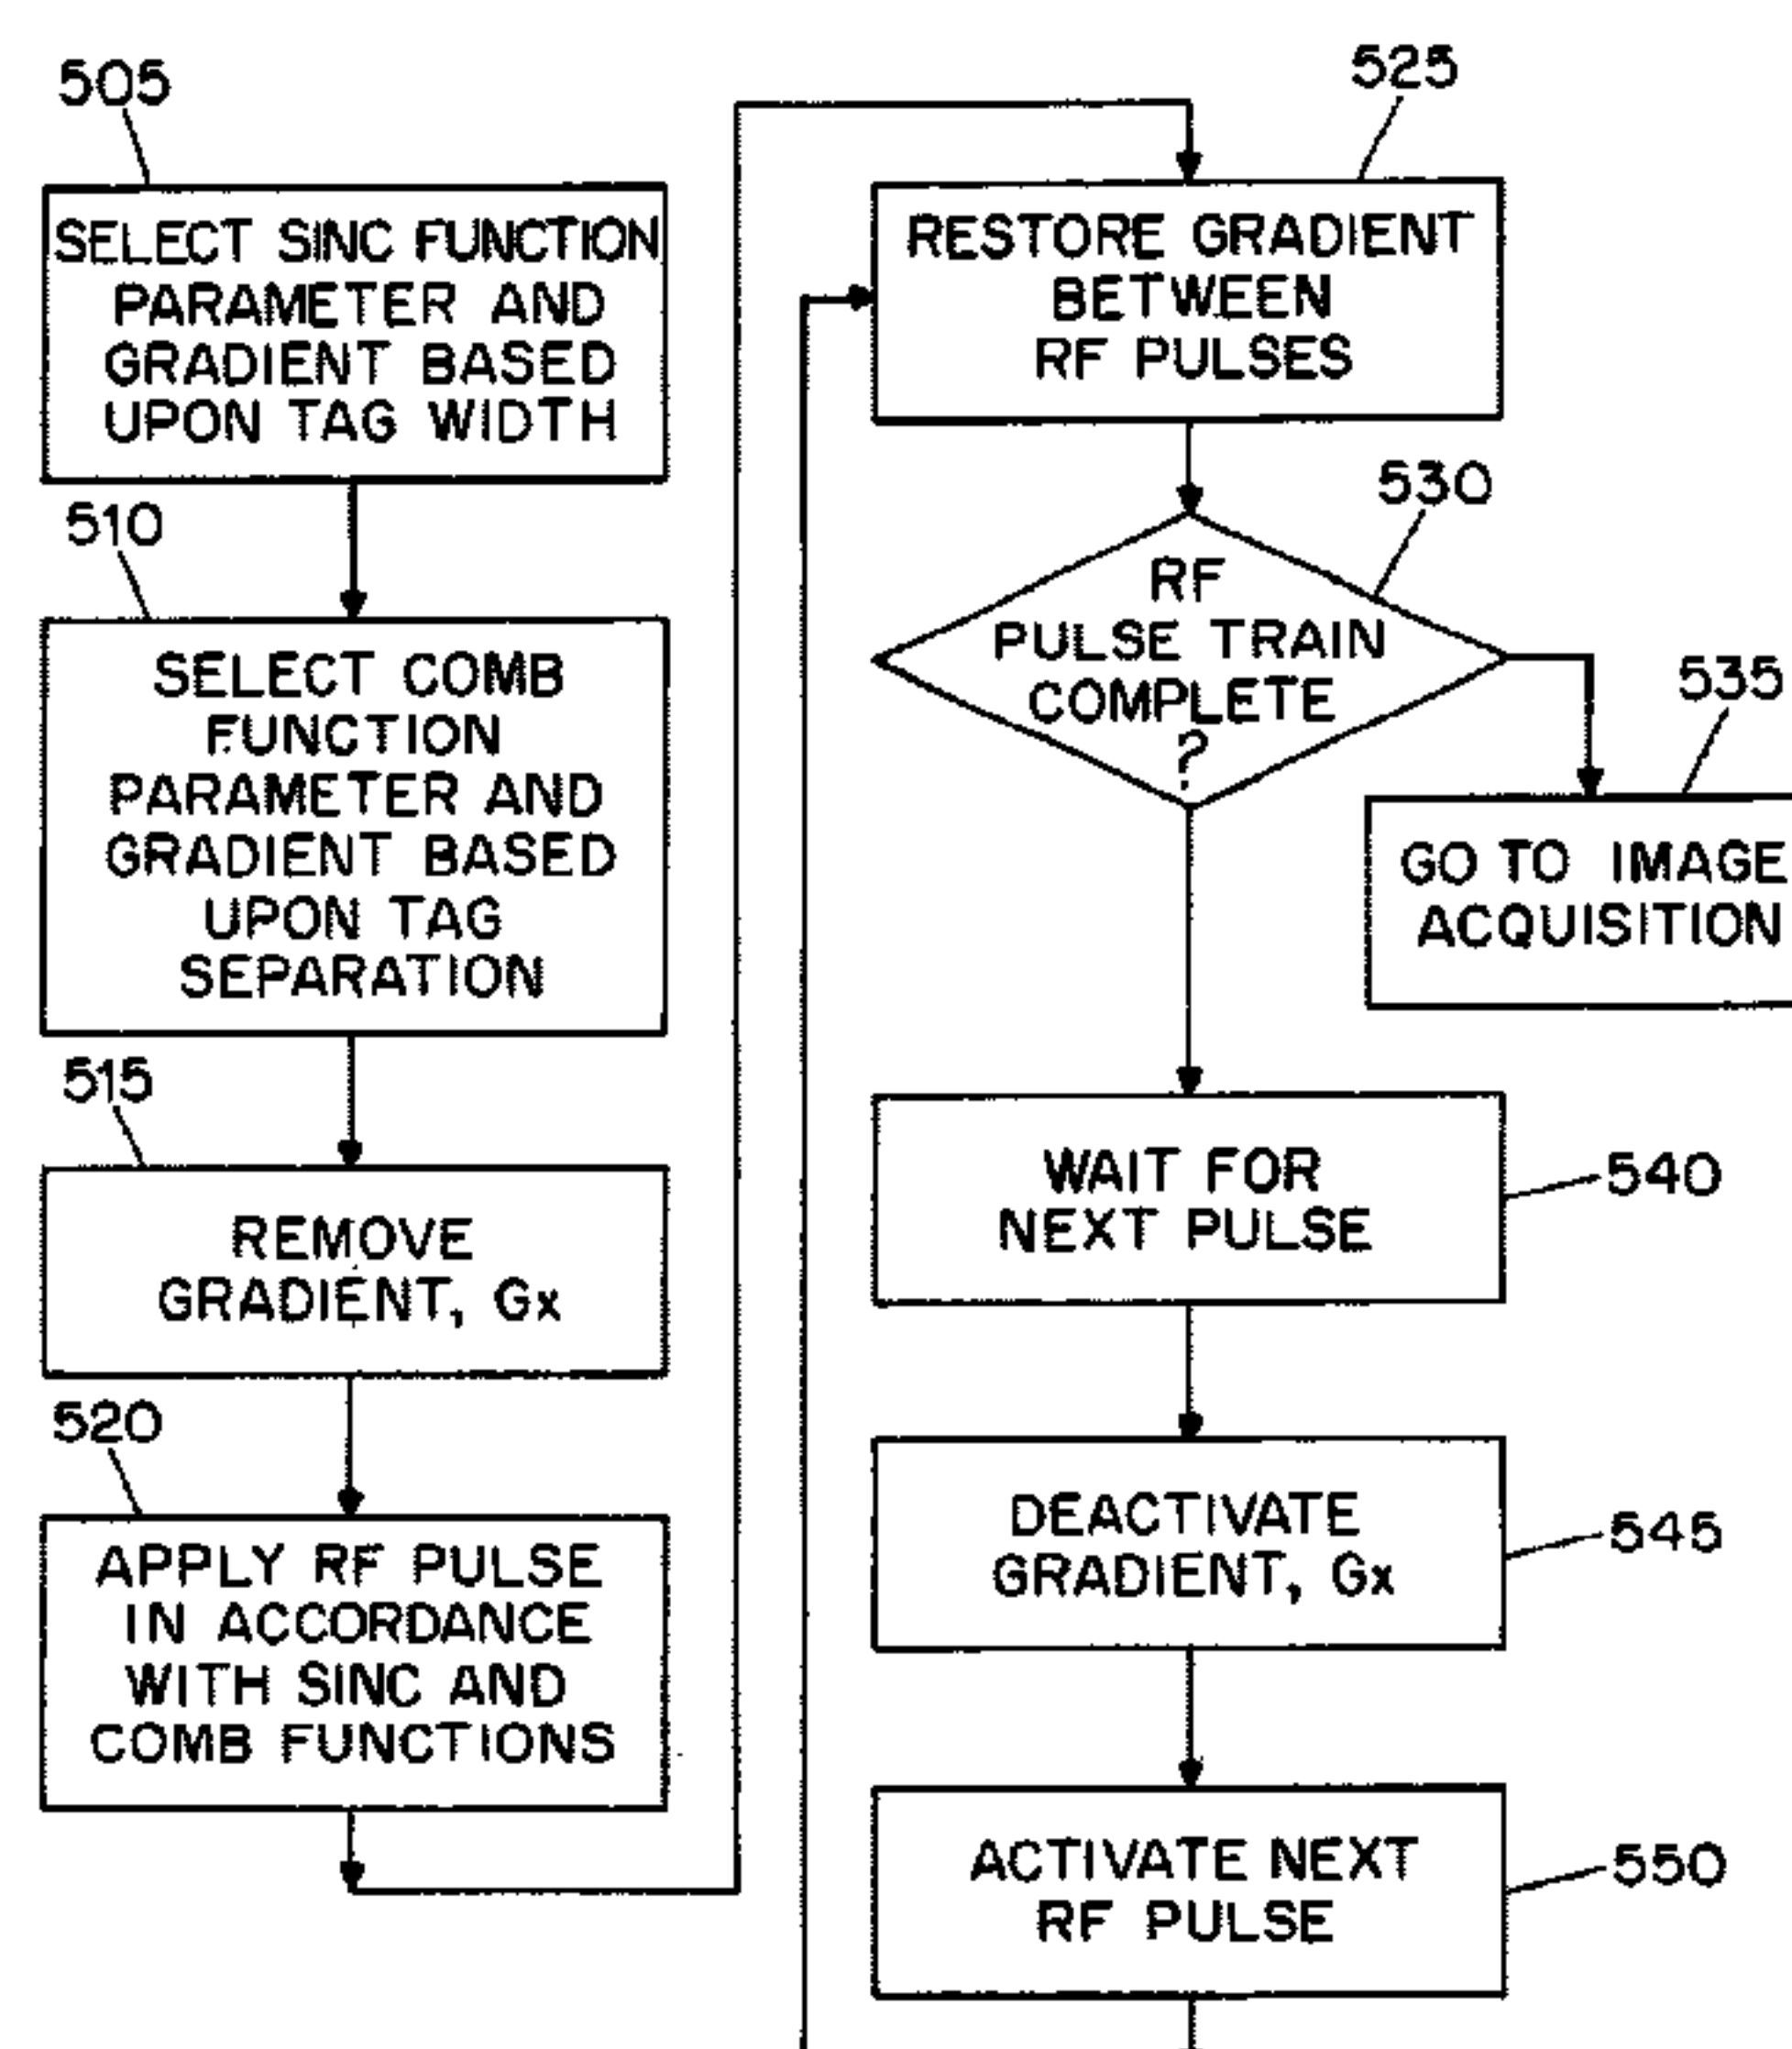 505
SELECT SINC FUNCTION
PARAMETER AND
GRADIENT BASED
UPON TAG WIDTH
510
SELECT COMB
FUNCTION
PARAMETER AND
GRADIENT BASED
UPON TAG
SEPARATION
515
REMOVE
GRADIENT, Gx
520
APPLY RF PULSE
IN ACCORDANCE
WITH SINC AND
COMB FUNCTIONS
525
RESTORE GRADIENT
BETWEEN
RF PULSES
530
RF
PULSE TRAIN
COMPLETE
?
535
GO TO IMAGE
ACQUISITION
WAIT FOR
NEXT PULSE
540
DEACTIVATE
GRADIENT, Gx
545
ACTIVATE NEXT
RF PULSE
550